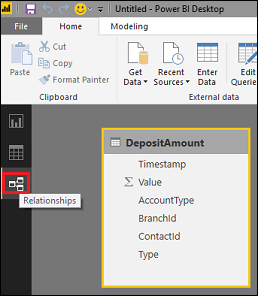 Untitled - Power BI Desktop
File Home Modeling
Paste
Cut
Copy
Format Painter
Clipboard
Get Data
Recent Sources
Enter Data
Edit
Queries
External data
DepositAmount
Timestamp
Σ Value
AccountType
BranchId
ContactId
Type
Relationships